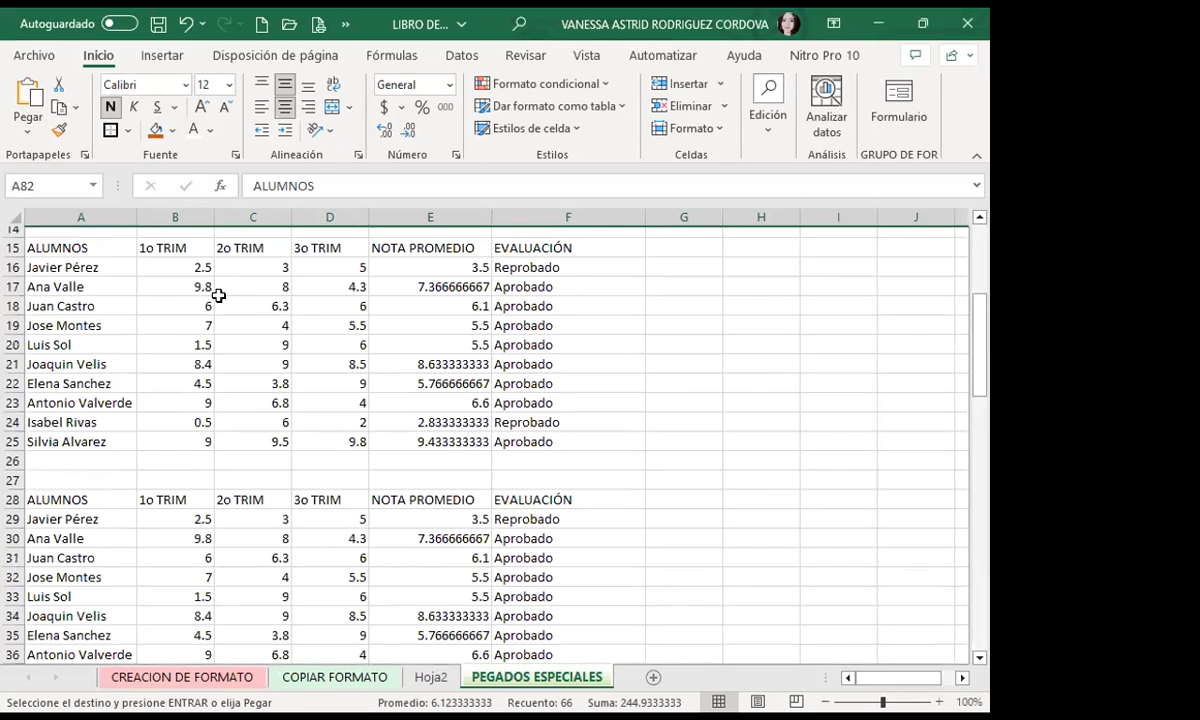 Autoguardado LIBRO DE... VANESSA ASTRID RODRIGUEZ CORDOVA
Archivo Inicio Insertar Disposición de página Fórmulas Datos Revisar Vista Automatizar Ayuda Nitro Pro 10
Pegar Calibri 12 General Formato condicional Insertar Edición Analizar datos Formulario
N K S $ % 000 Dar formato como tabla Eliminar
A Estilos de celda Formato
Portapapeles Fuente Alineación Número Estilos Celdas Análisis GRUPO DE FOR
A82 fx ALUMNOS
A B C D E F G H I J
14
15 ALUMNOS 1o TRIM 2o TRIM 3o TRIM NOTA PROMEDIO EVALUACIÓN
16 Javier Pérez 2.5 3 5 3.5 Reprobado
17 Ana Valle 9.8 8 4.3 7.366666667 Aprobado
18 Juan Castro 6 6.3 6 6.1 Aprobado
19 Jose Montes 7 4 5.5 5.5 Aprobado
20 Luis Sol 1.5 9 6 5.5 Aprobado
21 Joaquin Velis 8.4 9 8.5 8.633333333 Aprobado
22 Elena Sanchez 4.5 3.8 9 5.766666667 Aprobado
23 Antonio Valverde 9 6.8 4 6.6 Aprobado
24 Isabel Rivas 0.5 6 2 2.833333333 Reprobado
25 Silvia Alvarez 9 9.5 9.8 9.433333333 Aprobado
26
27
28 ALUMNOS 1o TRIM 2o TRIM 3o TRIM NOTA PROMEDIO EVALUACIÓN
29 Javier Pérez 2.5 3 5 3.5 Reprobado
30 Ana Valle 9.8 8 4.3 7.366666667 Aprobado
31 Juan Castro 6 6.3 6 6.1 Aprobado
32 Jose Montes 7 4 5.5 5.5 Aprobado
33 Luis Sol 1.5 9 6 5.5 Aprobado
34 Joaquin Velis 8.4 9 8.5 8.633333333 Aprobado
35 Elena Sanchez 4.5 3.8 9 5.766666667 Aprobado
36 Antonio Valverde 9 6.8 4 6.6 Aprobado
CREACION DE FORMATO COPIAR FORMATO Hoja2 PEGADOS ESPECIALES
Seleccione el destino y presione ENTRAR o elija Pegar Promedio: 6.123333333 Recuento: 66 Suma: 244.9333333 100%